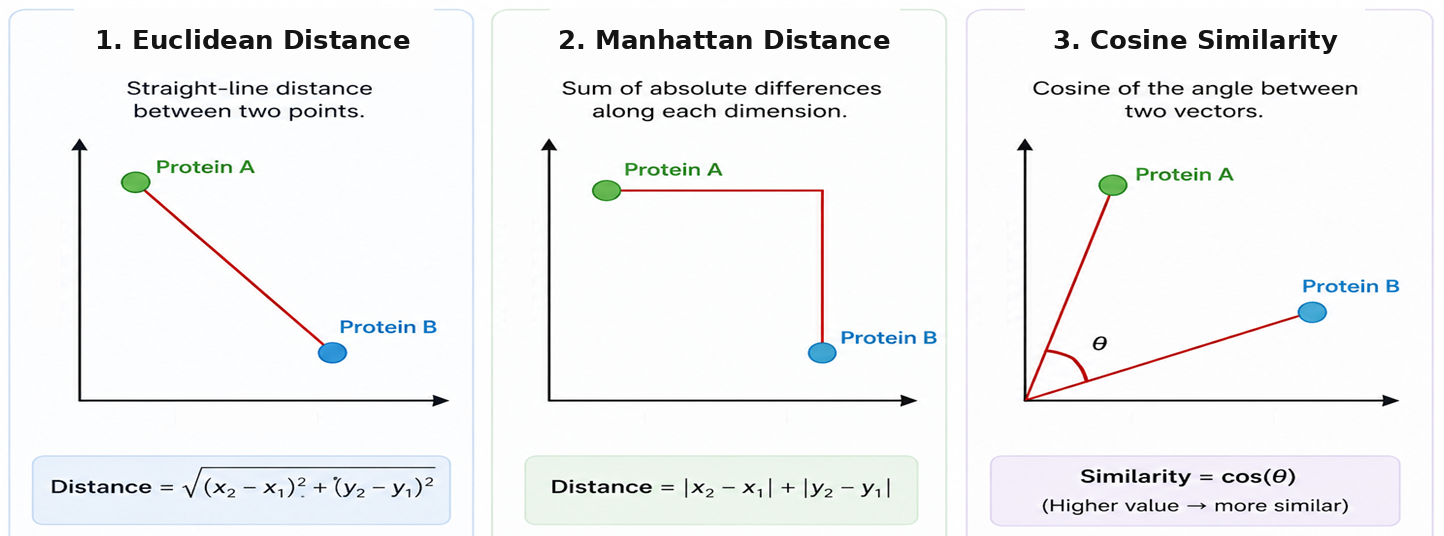 1. Euclidean Distance
Straight-line distance
between two points.
Protein A
Protein B
Distance = √(x₂ − x₁)² + (y₂ − y₁)²
2. Manhattan Distance
Sum of absolute differences
along each dimension.
Protein A
Protein B
Distance = |x₂ − x₁| + |y₂ − y₁|
3. Cosine Similarity
Cosine of the angle between
two vectors.
Protein A
Protein B
θ
Similarity = cos(θ)
(Higher value → more similar)